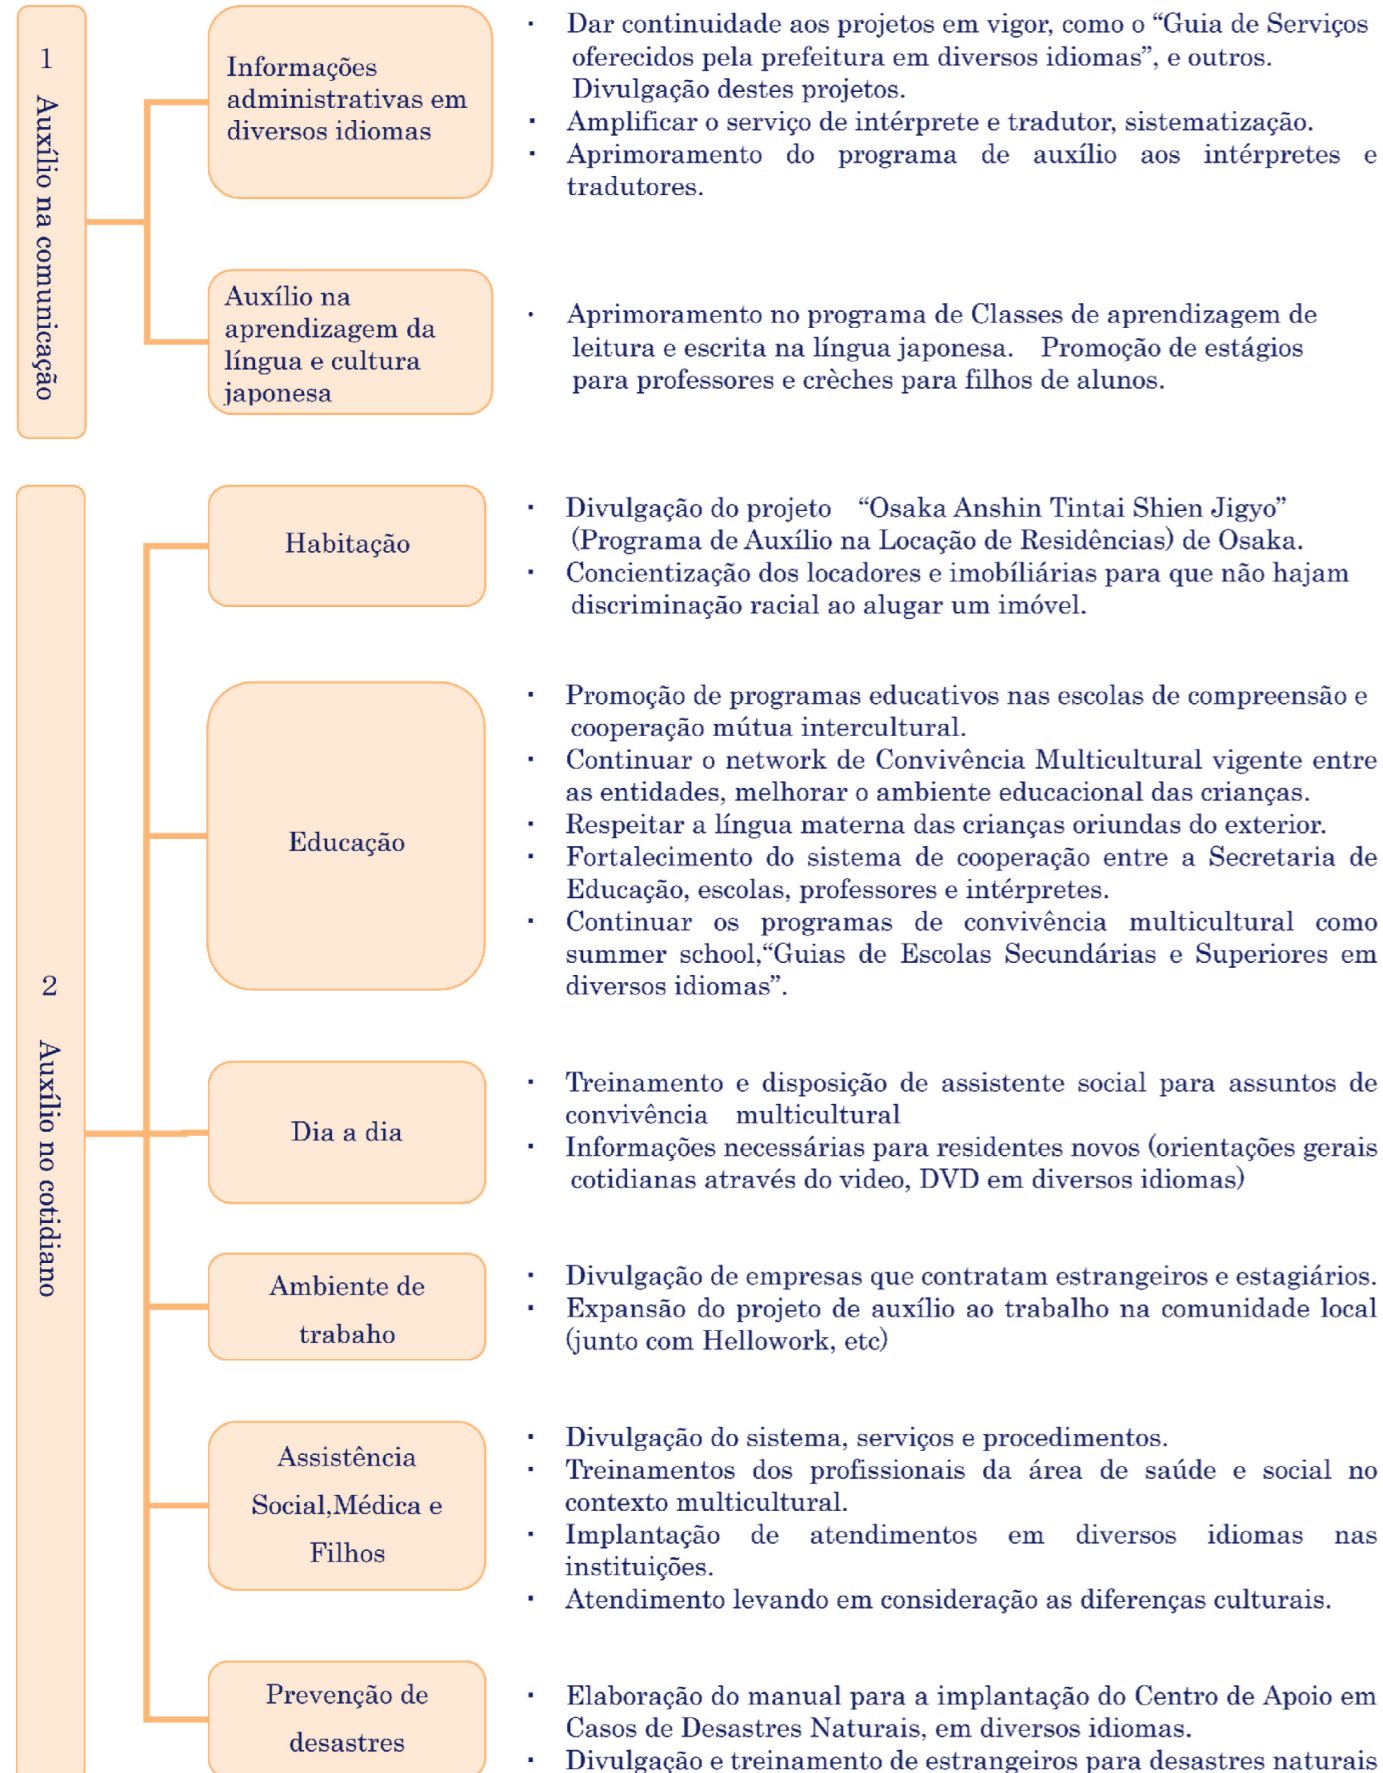 1 Auxílio na comunicação
Informações
administrativas em
diversos idiomas
・ Dar continuidade aos projetos em vigor, como o “Guia de Serviços
oferecidos pela prefeitura em diversos idiomas”, e outros.
Divulgação destes projetos.
・ Amplificar o serviço de intérprete e tradutor, sistematização.
・ Aprimoramento do programa de auxílio aos intérpretes e
tradutores.
Auxílio na
aprendizagem da
língua e cultura
japonesa
・ Aprimoramento no programa de Classes de aprendizagem de
leitura e escrita na língua japonesa. Promoção de estágios
para professores e crèches para filhos de alunos.
2 Auxílio no cotidiano
Habitação
・ Divulgação do projeto “Osaka Anshin Tintai Shien Jigyo”
(Programa de Auxílio na Locação de Residências) de Osaka.
・ Concientização dos locadores e imobíliárias para que não hajam
discriminação racial ao alugar um imóvel.
Educação
・ Promoção de programas educativos nas escolas de compreensão e
cooperação mútua intercultural.
・ Continuar o network de Convivência Multicultural vigente entre
as entidades, melhorar o ambiente educacional das crianças.
・ Respeitar a língua materna das crianças oriundas do exterior.
・ Fortalecimento do sistema de cooperação entre a Secretaria de
Educação, escolas, professores e intérpretes.
・ Continuar os programas de convivência multicultural como
summer school,“Guias de Escolas Secundárias e Superiores em
diversos idiomas”.
Dia a dia
・ Treinamento e disposição de assistente social para assuntos de
convivência multicultural
・ Informações necessárias para residentes novos (orientações gerais
cotidianas através do video, DVD em diversos idiomas)
Ambiente de
trabaho
・ Divulgação de empresas que contratam estrangeiros e estagiários.
・ Expansão do projeto de auxílio ao trabalho na comunidade local
(junto com Hellowork, etc)
Assistência
Social,Médica e
Filhos
・ Divulgação do sistema, serviços e procedimentos.
・ Treinamentos dos profissionais da área de saúde e social no
contexto multicultural.
・ Implantação de atendimentos em diversos idiomas nas
instituições.
・ Atendimento levando em consideração as diferenças culturais.
Prevenção de
desastres
・ Elaboração do manual para a implantação do Centro de Apoio em
Casos de Desastres Naturais, em diversos idiomas.
・ Divulgação e treinamento de estrangeiros para desastres naturais